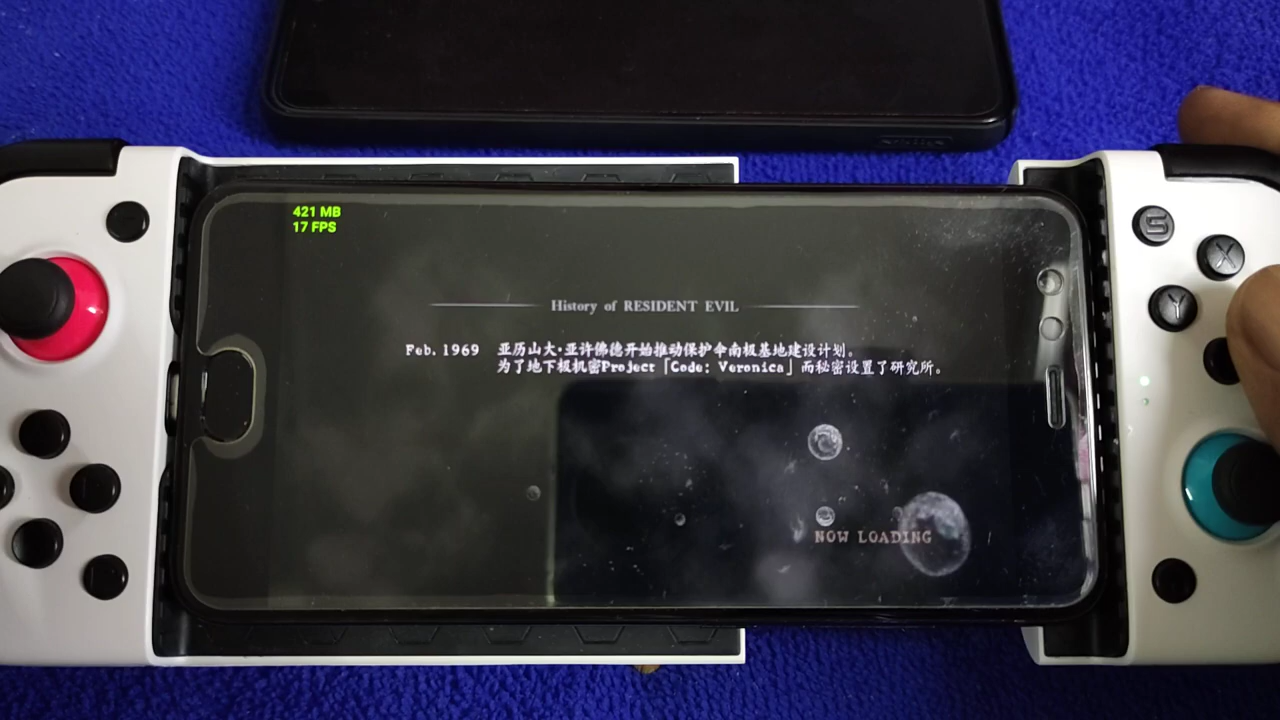 421 MB
17 FPS
History of RESIDENT EVIL
Feb. 1969 亚历山大·亚许佛德开始推动保护伞南极基地建设计划。
为了地下极机密Project「Code: Veronica」而秘密设置了研究所。
NOW LOADING
S
X
Y